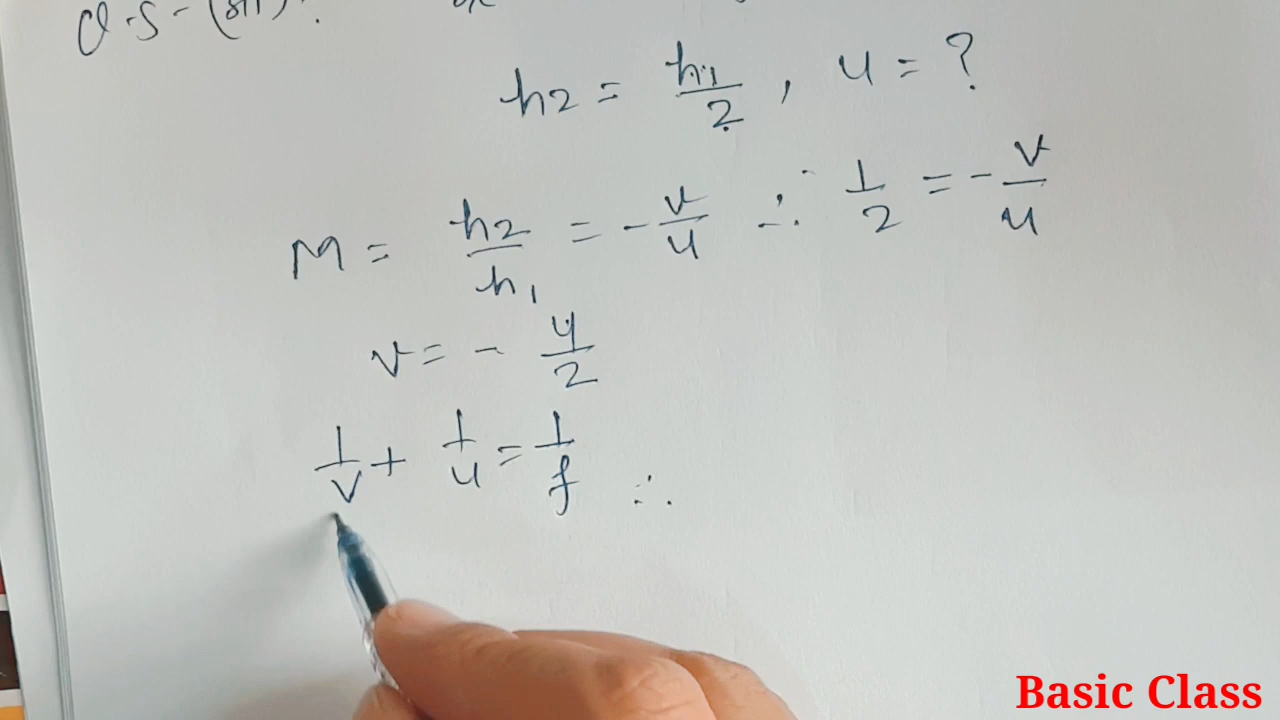 h2 = h1/2 , u = ?
M = h2/h1 = - v/u ∴ 1/2 = - v/u
v = - u/2
1/v + 1/u = 1/f ∴
Basic Class